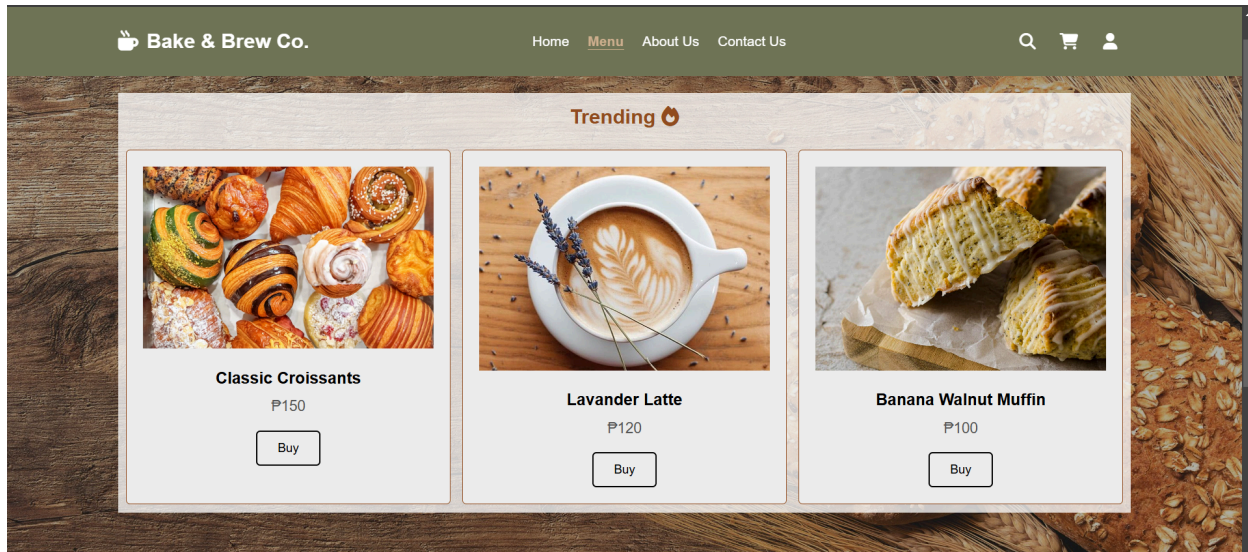 Bake & Brew Co.
Home Menu About Us Contact Us
Trending
Classic Croissants
₱150
Buy
Lavander Latte
₱120
Buy
Banana Walnut Muffin
₱100
Buy